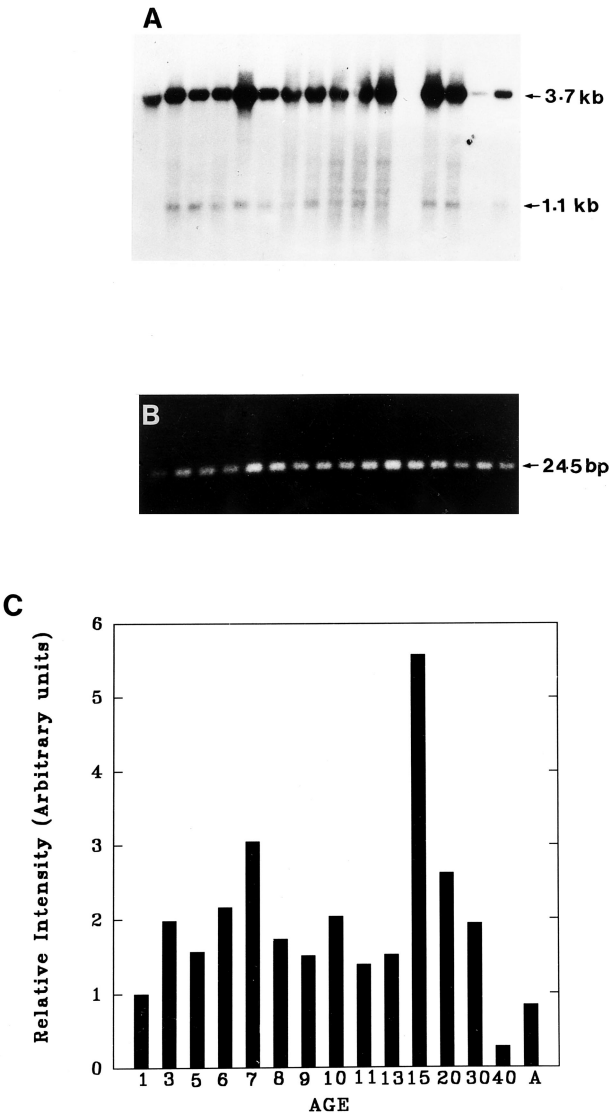 A
←3.7 kb
←1.1 kb
B
←245 bp
C
Relative Intensity (Arbitrary units)
6
5
4
3
2
1
0
1 3 5 6 7 8 9 10 11 13 15 20 30 40 A
AGE